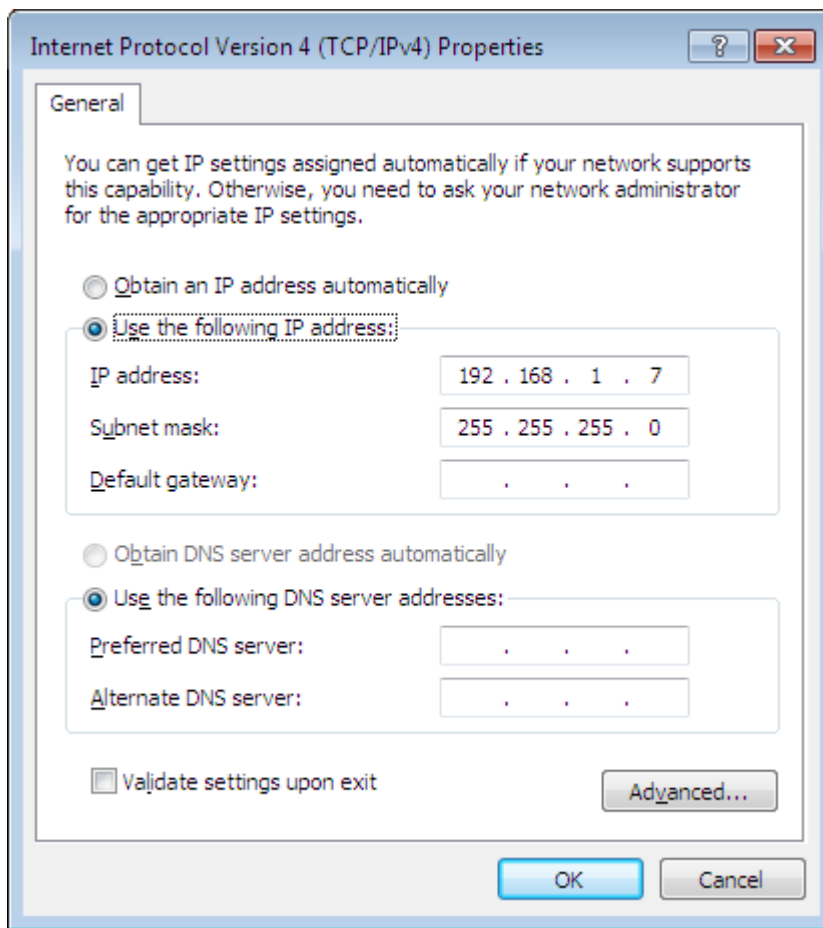 Internet Protocol Version 4 (TCP/IPv4) Properties
?
General
You can get IP settings assigned automatically if your network supports
this capability. Otherwise, you need to ask your network administrator
for the appropriate IP settings.
Obtain an IP address automatically
Use the following IP address:
IP address: 192 . 168 . 1 . 7
Subnet mask: 255 . 255 . 255 . 0
Default gateway: . . .
Obtain DNS server address automatically
Use the following DNS server addresses:
Preferred DNS server: . . .
Alternate DNS server: . . .
Validate settings upon exit
Advanced...
OK Cancel